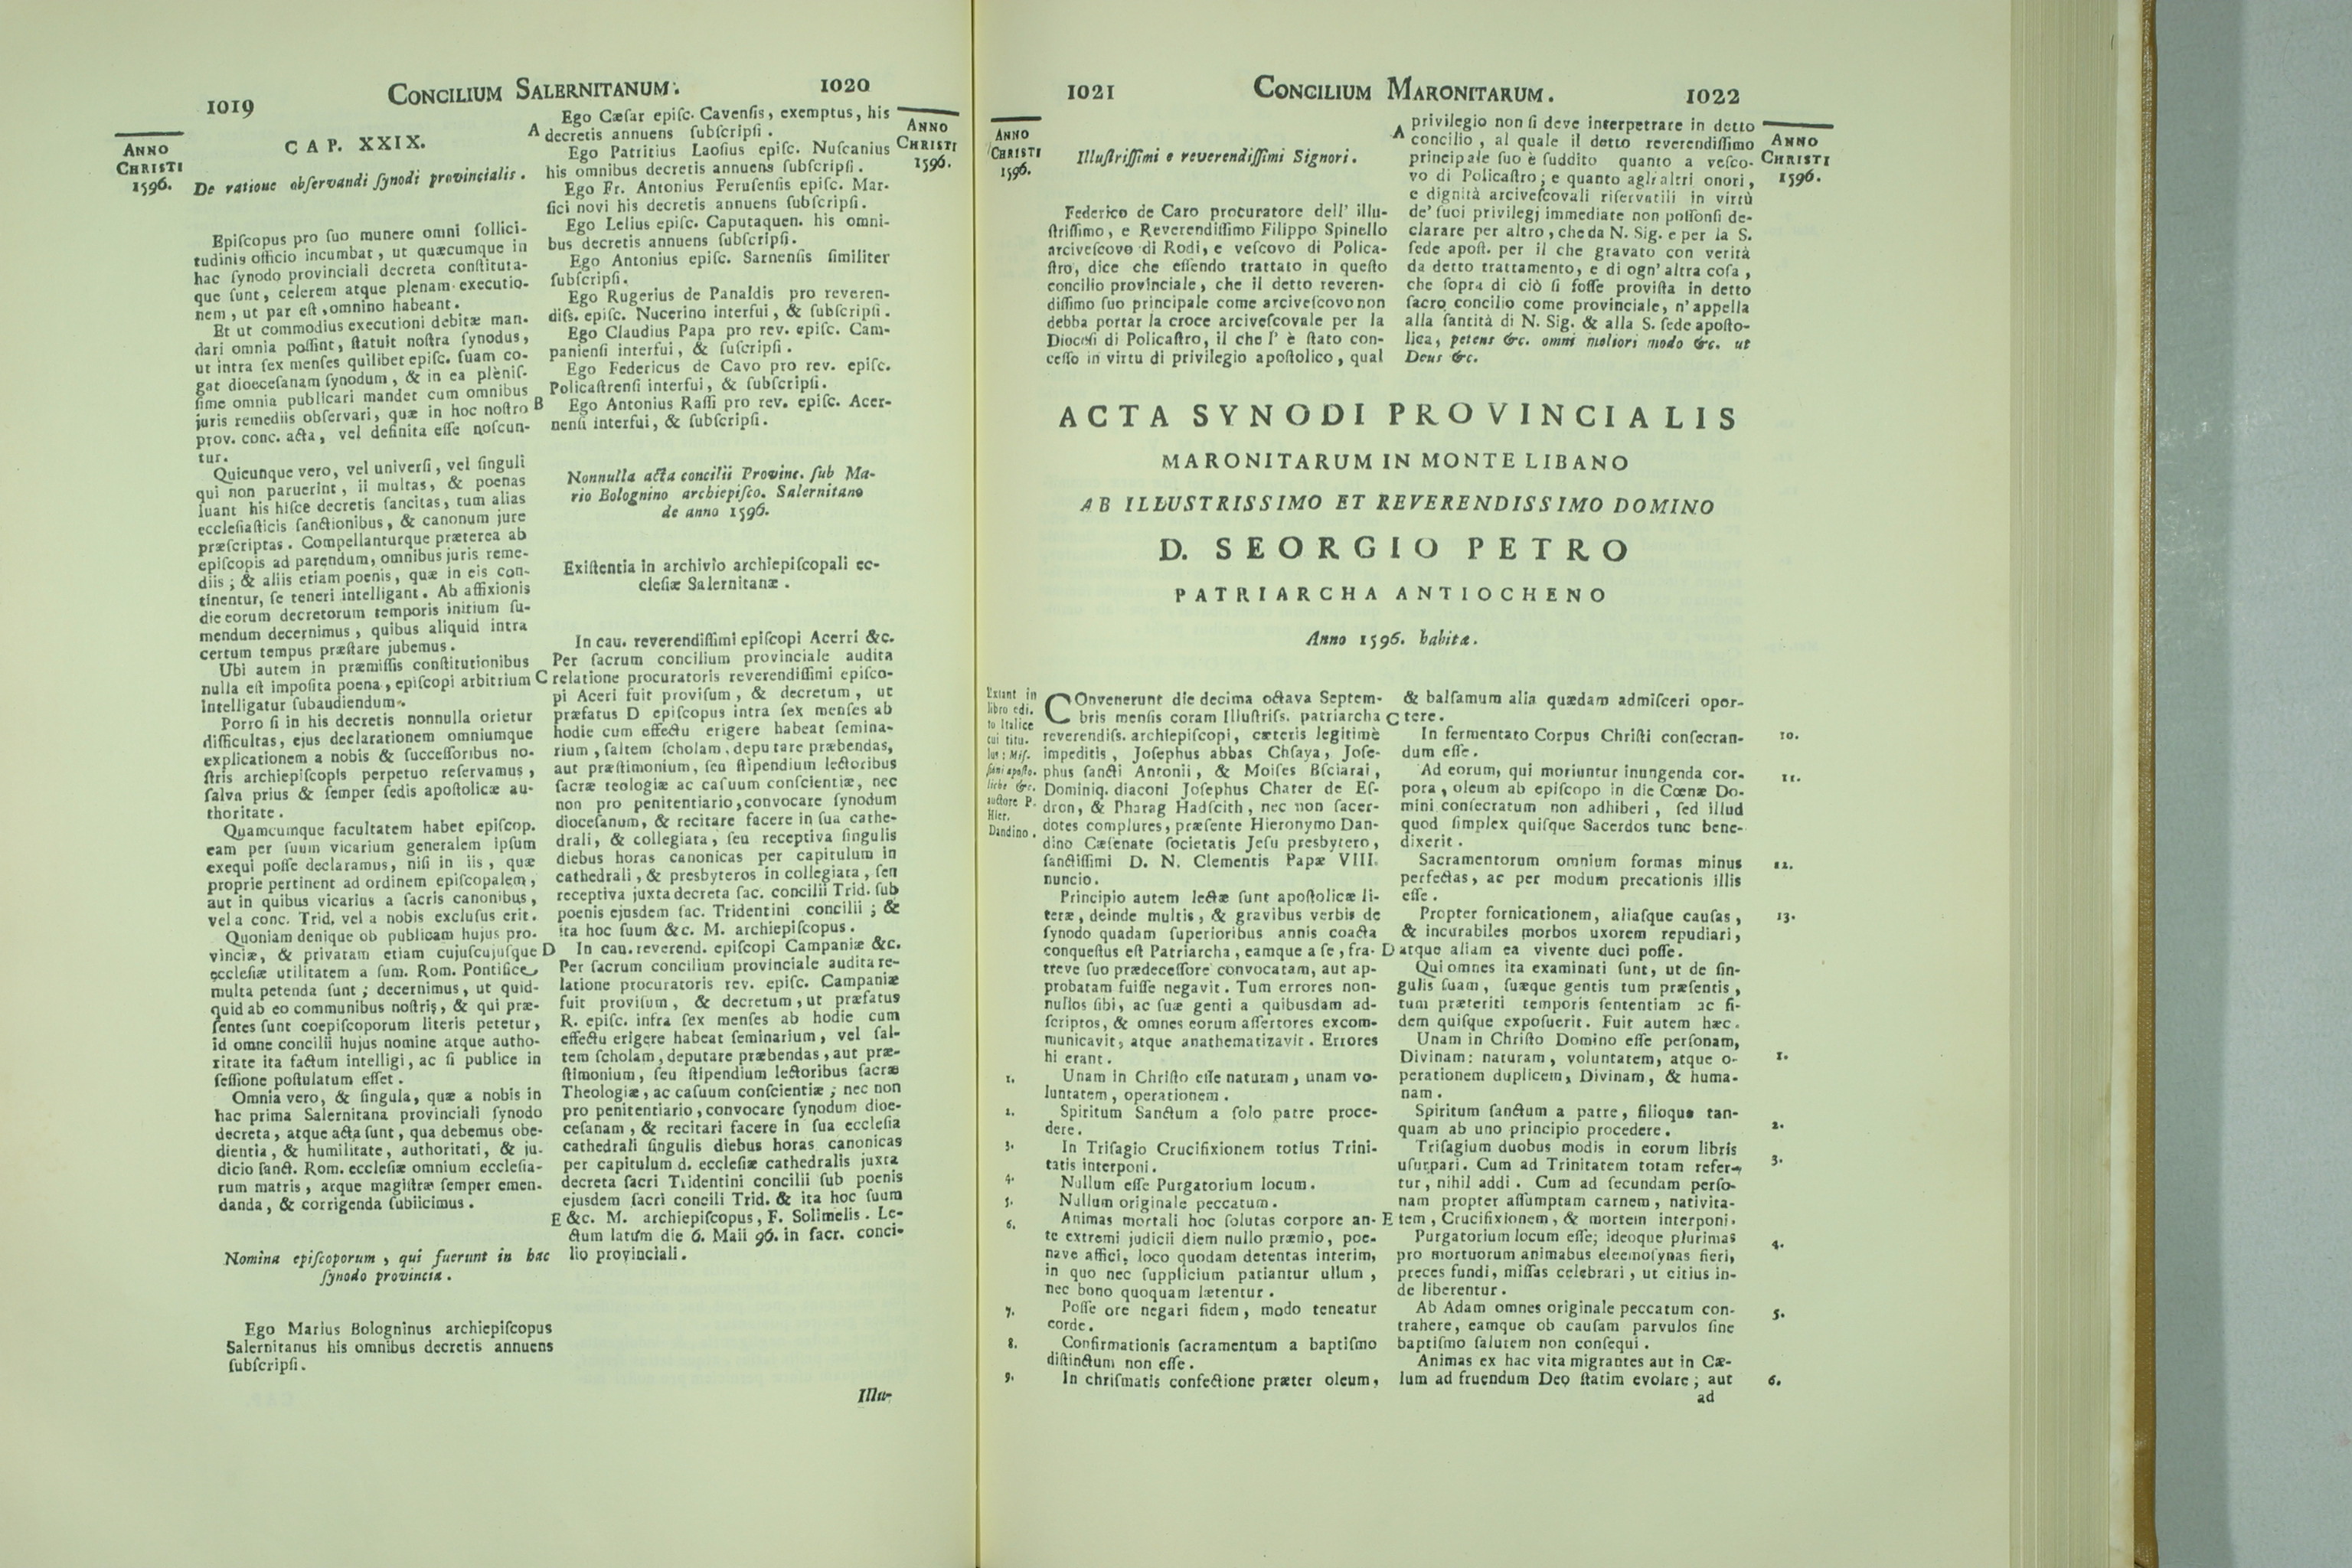 1019
CONCILIUM SALERNITANUM.
1020
ANNO
CHRISTI
1596.
CAP. XXIX.
De ratione obſervandi ſynodi provincialis.
Epiſcopus pro ſuo munere omni ſollici-
tudinis officio incumbat, ut quæcumque in
hac ſynodo provinciali decreta conſtituta-
que ſunt, celerem atque plenam executio-
nem, ut par eſt, omnino habeant.
Et ut commodius executioni debitæ man-
dari omnia poſſint, ſtatuit noſtra ſynodus,
ut intra ſex menſes quilibet epiſc. ſuam co-
gat dioeceſanam ſynodum, & in ea pleniſ-
ſime omnia publicari mandet cum omnibus
juris remediis obſervari, quæ in hoc noſtro
prov. conc. acta, vel definita eſſe noſcun-
tur.
Quicunque vero, vel univerſi, vel ſinguli
qui non paruerint, ii multas, & poenas
luant his hiſce decretis ſancitas, tum alias
eccleſiaſticis ſanctionibus, & canonum jure
præſcriptas. Compellanturque præterea ab
epiſcopis ad parendum, omnibus juris reme-
diis; & aliis etiam poenis, quæ in eis con-
tinentur, ſe teneri intelligant. Ab affixionis
die eorum decretorum temporis initium ſu-
mendum decernimus, quibus aliquid intra
certum tempus præſtare jubemus.
Ubi autem in præmiſſis conſtitutionibus
nulla eſt impoſita poena, epiſcopi arbitrium
intelligatur ſubaudiendum.
Porro ſi in his decretis nonnulla orietur
difficultas, ejus declarationem omniumque
explicationem a nobis & ſucceſſoribus no-
ſtris archiepiſcopis perpetuo reſervamus,
ſalva prius & ſemper ſedis apoſtolicæ au-
thoritate.
Quamcumque facultatem habet epiſcop.
eam per ſuum vicarium generalem ipſum
exequi poſſe declaramus, niſi in iis, quæ
proprie pertinent ad ordinem epiſcopalem,
aut in quibus vicarius a ſacris canonibus,
vel a conc. Trid. vel a nobis excluſus erit.
Quoniam denique ob publicam hujus pro-
vinciæ, & privatam etiam cujuſcujuſque
eccleſiæ utilitatem a ſum. Rom. Pontifice
multa petenda ſunt; decernimus, ut quid-
quid ab eo communibus noſtris, & qui præ-
ſentes ſunt coepiſcoporum literis petetur,
id omne concilii hujus nomine atque autho-
ritate ita factum intelligi, ac ſi publice in
ſeſſione poſtulatum eſſet.
Omnia vero, & ſingula, quæ a nobis in
hac prima Salernitana provinciali ſynodo
decreta, atque acta ſunt, qua debemus obe-
dientia, & humilitate, authoritati, & ju-
dicio ſanct. Rom. eccleſiæ omnium eccleſia-
rum matris, atque magiſtræ ſemper emen-
danda, & corrigenda ſubiicimus.
Nomina epiſcoporum, qui fuerunt in hac
ſynodo provincia.
Ego Marius Bologninus archiepiſcopus
Salernitanus his omnibus decretis annuens
ſubſcripſi.
A
B
C
D
E
Ego Cæſar epiſc. Cavenſis, exemptus, his
decretis annuens ſubſcripſi.
Ego Patritius Laoſius epiſc. Nuſcanius
his omnibus decretis annuens ſubſcripſi.
Ego Fr. Antonius Peruſenſis epiſc. Mar-
ſici novi his decretis annuens ſubſcripſi.
Ego Lelius epiſc. Caputaquen. his omni-
bus decretis annuens ſubſcripſi.
Ego Antonius epiſc. Sarnenſis ſimiliter
ſubſcripſi.
Ego Rugerius de Panaldis pro reveren-
diſs. epiſc. Nucerino interfui, & ſubſcripſi.
Ego Claudius Papa pro rev. epiſc. Cam-
panienſi interfui, & ſuſcripſi.
Ego Federicus de Cavo pro rev. epiſc.
Policaſtrenſi interfui, & ſubſcripſi.
Ego Antonius Raſſi pro rev. epiſc. Acer-
nenſi interfui, & ſubſcripſi.
Nonnulla acta concilii Provinc. ſub Ma-
rio Bolognino archiepiſco. Salernitano
de anno 1596.
Exiſtentia in archivio archiepiſcopali ec-
cleſiæ Salernitanæ.
In cau. reverendiſſimi epiſcopi Acerri &c.
Per ſacrum concilium provinciale audita
relatione procuratoris reverendiſſimi epiſco-
pi Aceri fuit proviſum, & decretum, ut
præfatus D epiſcopus intra ſex menſes ab
hodie cum effectu erigere habeat ſemina-
rium, ſaltem ſcholam, deputare præbendas,
aut præſtimonium, ſeu ſtipendium lectoribus
ſacræ teologiæ ac caſuum conſcientiæ, nec
non pro penitentiario, convocare ſynodum
dioceſanum, & recitare facere in ſua cathe-
drali, & collegiata, ſeu receptiva ſingulis
diebus horas canonicas per capitulum in
cathedrali, & presbyteros in collegiata, ſeu
receptiva juxta decreta ſac. concilii Trid. ſub
poenis ejusdem ſac. Tridentini concilii; &
ita hoc ſuum &c. M. archiepiſcopus.
In cau. reverend. epiſcopi Campaniæ &c.
Per ſacrum concilium provinciale audita re-
latione procuratoris rev. epiſc. Campaniæ
fuit proviſum, & decretum, ut præfatus
R. epiſc. infra ſex menſes ab hodie cum
effectu erigere habeat ſeminarium, vel ſal-
tem ſcholam, deputare præbendas, aut præ-
ſtimonium, ſeu ſtipendium lectoribus ſacræ
Theologiæ, ac caſuum conſcientiæ; nec non
pro penitentiario, convocare ſynodum dioe-
ceſanam, & recitari facere in ſua eccleſia
cathedrali ſingulis diebus horas canonicas
per capitulum d. eccleſiæ cathedralis juxta
decreta ſacri Tridentini concilii ſub poenis
ejusdem ſacri concili Trid. & ita hoc ſuum
&c. M. archiepiſcopus, F. Solimelis. Le-
ctum latum die 6. Maii 96. in ſacr. conci-
lio provinciali.
ANNO
CHRISTI
1596.
Illu-
1021
CONCILIUM MARONITARUM.
1022
ANNO
CHRISTI
1596.
Illuſtriſſimi e reverendiſſimi Signori.
Federico de Caro procuratore dell' illu-
ſtriſſimo, e Reverendiſſimo Filippo Spinello
arciveſcovo di Rodi, e veſcovo di Polica-
ſtro, dice che eſſendo trattato in queſto
concilio provinciale, che il detto reveren-
diſſimo ſuo principale come arciveſcovo non
debba portar la croce arciveſcovale per la
Dioceſi di Policaſtro, il che l' è ſtato con-
ceſſo in virtu di privilegio apoſtolico, qual
A
privilegio non ſi deve interpetrare in detto
concilio, al quale il detto reverendiſſimo
principale ſuo è ſuddito quanto a veſco-
vo di Policaſtro; e quanto agli altri onori,
e dignità arciveſcovali riſervatili in virtù
de' ſuoi privilegj immediate non poſſonſi de-
clarare per altro, che da N. Sig. e per la S.
ſede apoſt. per il che gravato con verità
da detto trattamento, e di ogn' altra coſa,
che ſopra di ciò ſi foſſe proviſta in detto
ſacro concilio come provinciale, n' appella
alla ſantità di N. Sig. & alla S. ſede apoſto-
lica, petens &c. omni meliori modo &c. ut
Deus &c.
ANNO
CHRISTI
1596.
ACTA SYNODI PROVINCIALIS
MARONITARUM IN MONTE LIBANO
AB ILLUSTRISSIMO ET REVERENDISSIMO DOMINO
D. SEORGIO PETRO
PATRIARCHA ANTIOCHENO
Anno 1596. habitæ.
Extant in
libro edi-
to Italice
cui titu-
lus: Miſ-
ſioni apoſto-
liche &c.
auctore P.
Hier.
Dandino.
COnvenerunt die decima octava Septem-
bris menſis coram Illuſtriſs. patriarcha
reverendiſs. archiepiſcopi, cæteris legitimè
impeditis, Joſephus abbas Chſaya, Joſe-
phus ſancti Antonii, & Moiſes Bſciarai,
Dominiq. diaconi Joſephus Chater de Eſ-
dron, & Pharag Hadſcith, nec non ſacer-
dotes complures, præſente Hieronymo Dan-
dino Cæſenate ſocietatis Jeſu presbytero,
ſanctiſſimi D. N. Clementis Papæ VIII.
nuncio.
Principio autem lectæ ſunt apoſtolicæ li-
teræ, deinde multis, & gravibus verbis de
ſynodo quadam ſuperioribus annis coacta
conqueſtus eſt Patriarcha, eamque a ſe, fra-
treve ſuo prædeceſſore convocatam, aut ap-
probatam fuiſſe negavit. Tum errores non-
nullos ſibi, ac ſuæ genti a quibusdam ad-
ſcriptos, & omnes eorum aſſertores excom-
municavit, atque anathematizavit. Errores
hi erant.
1. Unam in Chriſto eſſe naturam, unam vo-
luntatem, operationem.
2. Spiritum Sanctum a ſolo patre proce-
dere.
3. In Triſagio Crucifixionem totius Trini-
tatis interponi.
4. Nullum eſſe Purgatorium locum.
5. Nullum originale peccatum.
6. Animas mortali hoc ſolutas corpore an-
te extremi judicii diem nullo præmio, poe-
nave affici, loco quodam detentas interim,
in quo nec ſupplicium patiantur ullum,
nec bono quoquam lætentur.
7. Poſſe ore negari fidem, modo teneatur
corde.
8. Confirmationis ſacramentum a baptiſmo
diſtinctum non eſſe.
9. In chriſmatis confectione præter oleum,
C
D
E
& balſamum alia quædam admiſceri opor-
tere.
In fermentato Corpus Chriſti conſecran- 10.
dum eſſe.
Ad eorum, qui moriuntur inungenda cor- 11.
pora, oleum ab epiſcopo in die Cœnæ Do-
mini conſecratum non adhiberi, ſed illud
quod ſimplex quiſque Sacerdos tunc bene-
dixerit.
Sacramentorum omnium formas minus 12.
perfectas, ac per modum precationis illis
eſſe.
Propter fornicationem, aliaſque cauſas, 13.
& incurabiles morbos uxorem repudiari,
atque aliam ea vivente duci poſſe.
Qui omnes ita examinati ſunt, ut de ſin-
gulis ſuam, ſuæque gentis tum præſentis,
tum præteriti temporis ſententiam ac fi-
dem quiſque expoſuerit. Fuit autem hæc.
Unam in Chriſto Domino eſſe perſonam,
Divinam: naturam, voluntatem, atque o- 1.
perationem duplicem, Divinam, & huma-
nam.
Spiritum ſanctum a patre, filioque tan-
quam ab uno principio procedere. 2.
Triſagium duobus modis in eorum libris
uſurpari. Cum ad Trinitatem totam refer- 3.
tur, nihil addi. Cum ad ſecundam perſo-
nam propter aſſumptam carnem, nativita-
tem, Crucifixionem, & mortem interponi.
Purgatorium locum eſſe; ideoque plurimas 4.
pro mortuorum animabus eleemoſynas fieri,
preces fundi, miſſas celebrari, ut citius in-
de liberentur.
Ab Adam omnes originale peccatum con- 5.
trahere, eamque ob cauſam parvulos ſine
baptiſmo ſalutem non conſequi.
Animas ex hac vita migrantes aut in Cæ-
lum ad fruendum Deo ſtatim evolare; aut 6.
ad